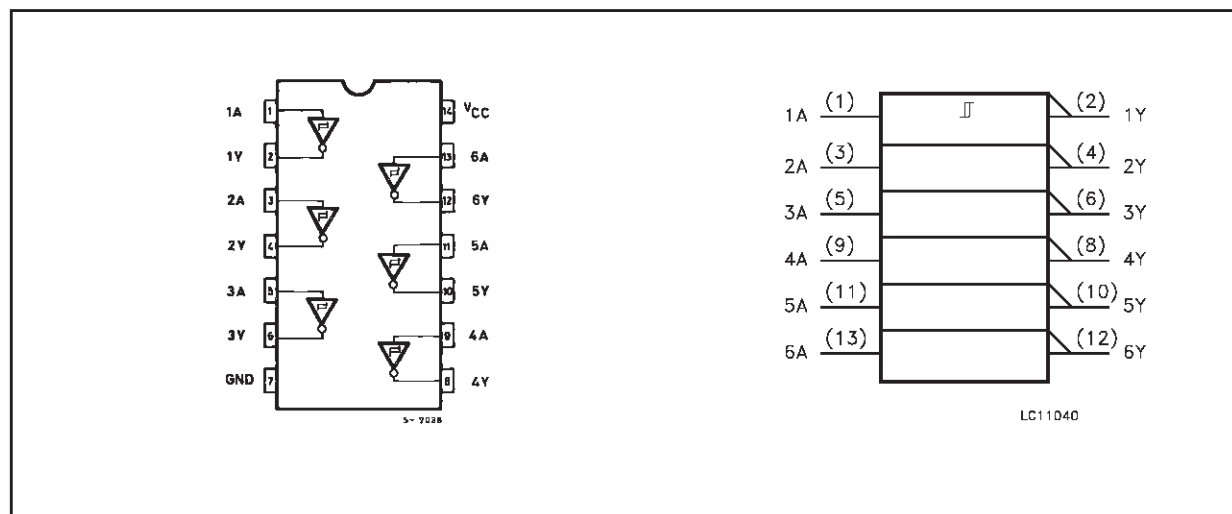 1A 1 14 VCC
1Y 2 13 6A
2A 3 12 6Y
2Y 4 11 5A
3A 5 10 5Y
3Y 6 9 4A
GND 7 8 4Y
S-7028
1A (1) (2) 1Y
2A (3) (4) 2Y
3A (5) (6) 3Y
4A (9) (8) 4Y
5A (11) (10) 5Y
6A (13) (12) 6Y
LC11040